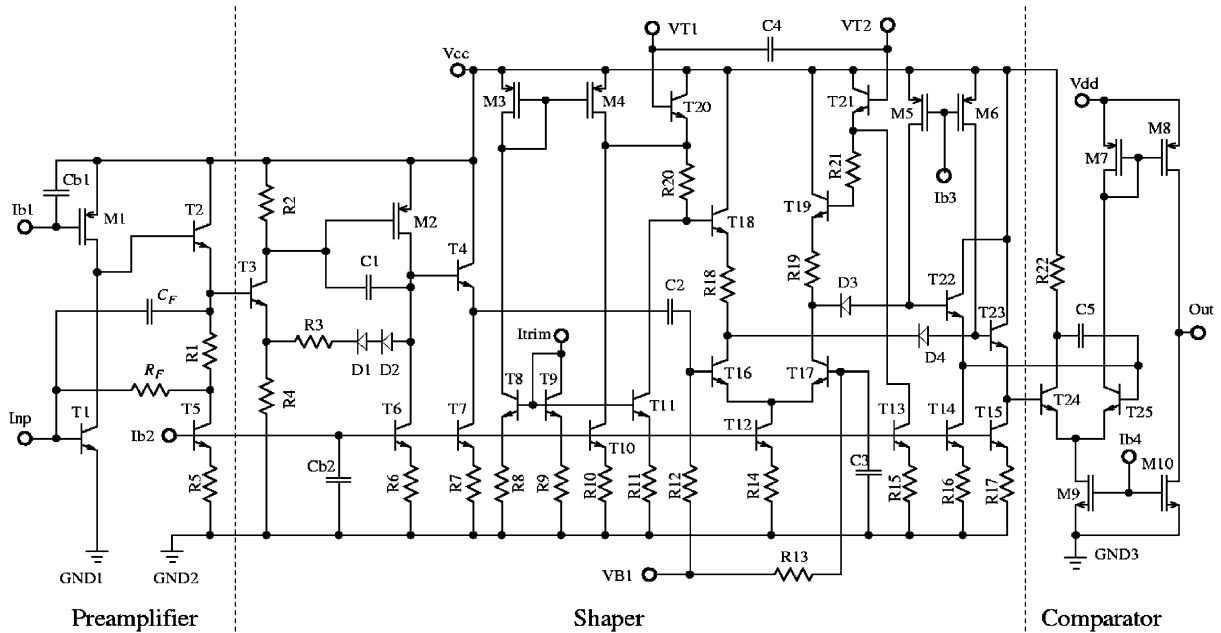 VT1
C4
VT2
Vcc
M3
M4
T20
T21
M5
M6
Vdd
M8
M7
Cb1
R20
R21
Ib3
Ib1
M1
T2
R2
M2
T18
T19
C1
T4
T3
R18
R19
R22
C2
D3
T22
C_F
T23
C5
Out
R3
Itrim
D4
R1
D1
D2
R_F
R4
T8
T9
T16
T17
T11
T24
T25
Inp
T1
T5
Ib2
T6
T7
T10
T12
T13
T14
T15
Ib4
Cb2
C3
M10
R5
R6
R7
R8
R9
R10
R11
R12
R14
R15
R16
R17
M9
GND1
GND2
VB1
R13
GND3
Preamplifier
Shaper
Comparator